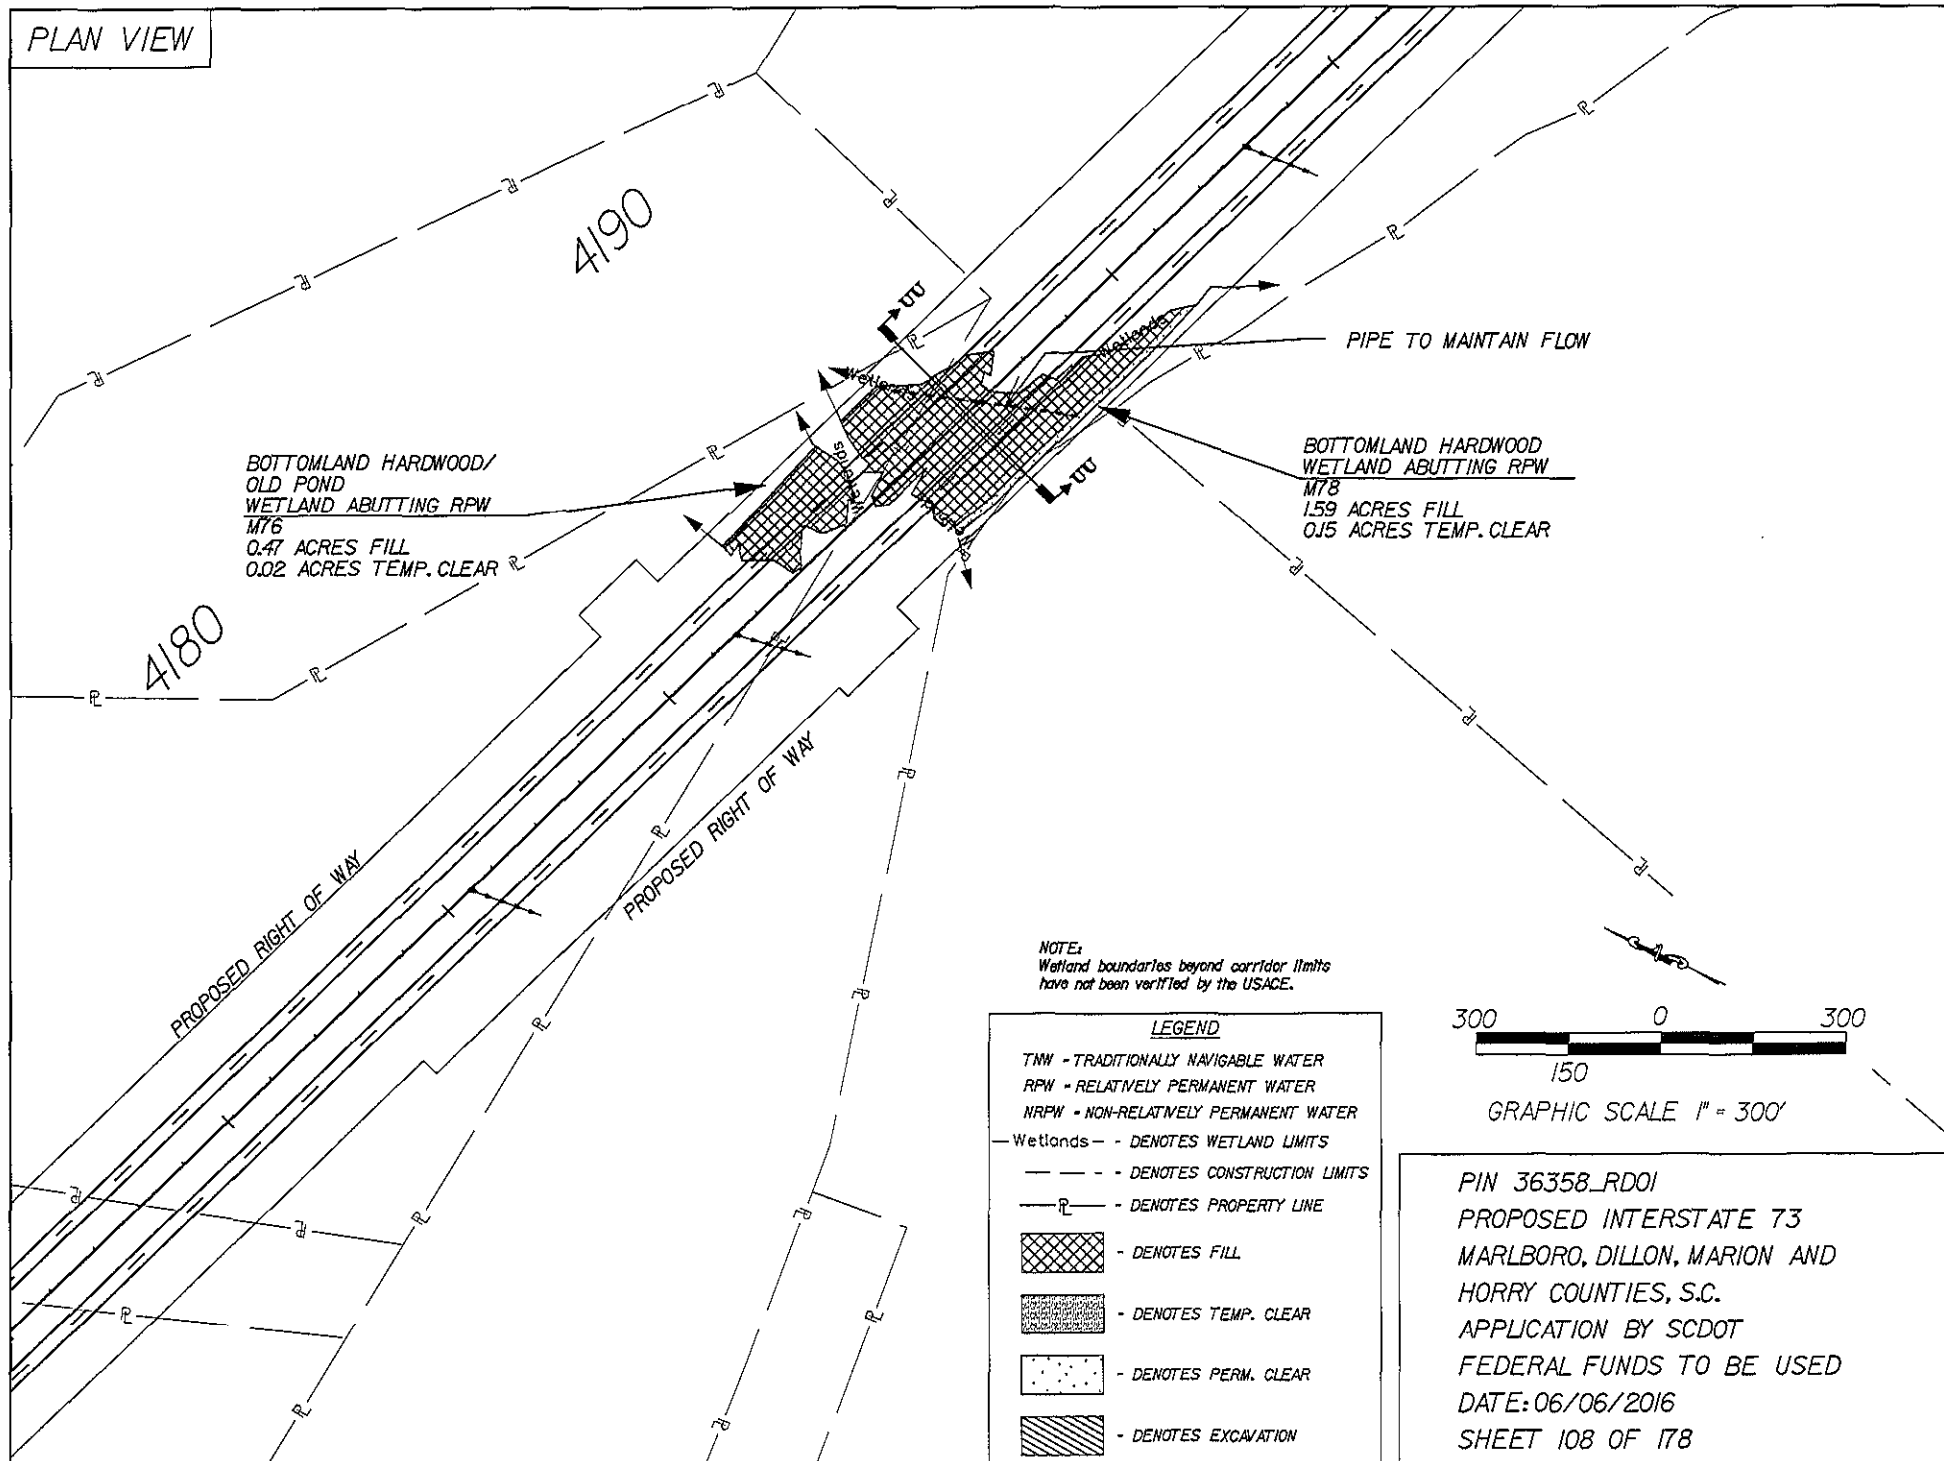 PLAN VIEW
4190
UU
Wetlands
Wetlands
PIPE TO MAINTAIN FLOW
BOTTOMLAND HARDWOOD/
OLD POND
WETLAND ABUTTING RPW
M76
0.47 ACRES FILL
0.02 ACRES TEMP. CLEAR
Wetlands
UU
BOTTOMLAND HARDWOOD
WETLAND ABUTTING RPW
M78
1.59 ACRES FILL
0.15 ACRES TEMP. CLEAR
4180
PROPOSED RIGHT OF WAY
PROPOSED RIGHT OF WAY
NOTE:
Wetland boundaries beyond corridor limits
have not been verified by the USACE.
LEGEND
TNW - TRADITIONALLY NAVIGABLE WATER
RPW - RELATIVELY PERMANENT WATER
NRPW - NON-RELATIVELY PERMANENT WATER
Wetlands - DENOTES WETLAND LIMITS
- DENOTES CONSTRUCTION LIMITS
PL - DENOTES PROPERTY LINE
- DENOTES FILL
- DENOTES TEMP. CLEAR
- DENOTES PERM. CLEAR
- DENOTES EXCAVATION
300 0 300
150
GRAPHIC SCALE 1" = 300'
PIN 36358_RD01
PROPOSED INTERSTATE 73
MARLBORO, DILLON, MARION AND
HORRY COUNTIES, S.C.
APPLICATION BY SCDOT
FEDERAL FUNDS TO BE USED
DATE: 06/06/2016
SHEET 108 OF 178